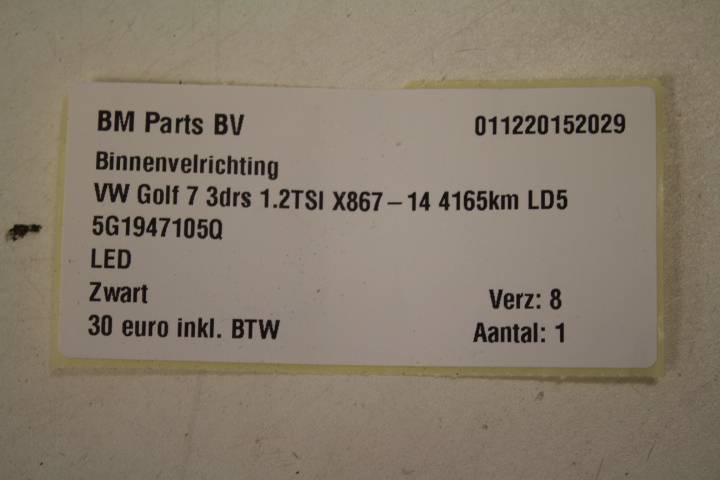 BM Parts BV 011220152029
Binnenvelrichting
VW Golf 7 3drs 1.2TSI X867-14 4165km LD5
5G1947105Q
LED
Zwart Verz: 8
30 euro inkl. BTW Aantal: 1